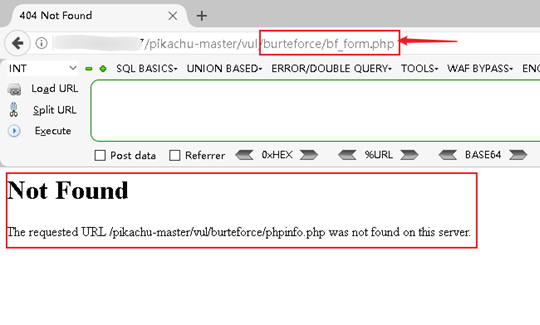 404 Not Found
7/pikachu-master/vul/burteforce/bf_form.php
INT SQL BASICS UNION BASED ERROR/DOUBLE QUERY TOOLS WAF BYPASS ENC
Load URL
Split URL
Execute
Post data Referrer 0xHEX %URL BASE64
Not Found
The requested URL /pikachu-master/vul/burteforce/phpinfo.php was not found on this server.